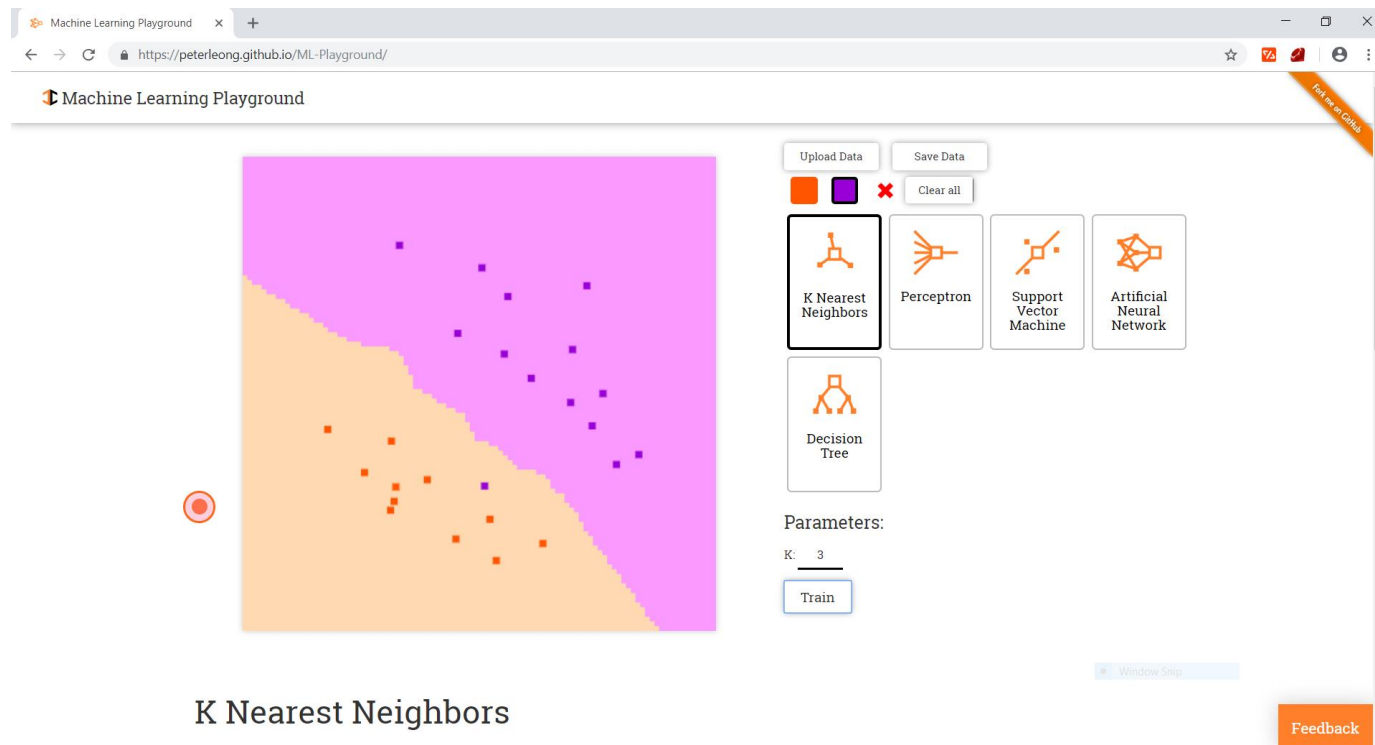 Machine Learning Playground
https://peterleong.github.io/ML-Playground/
Machine Learning Playground
Fork me on GitHub
Upload Data
Save Data
Clear all
K Nearest
Neighbors
Perceptron
Support
Vector
Machine
Artificial
Neural
Network
Decision
Tree
Parameters:
K: 3
Train
Window Snip
K Nearest Neighbors
Feedback